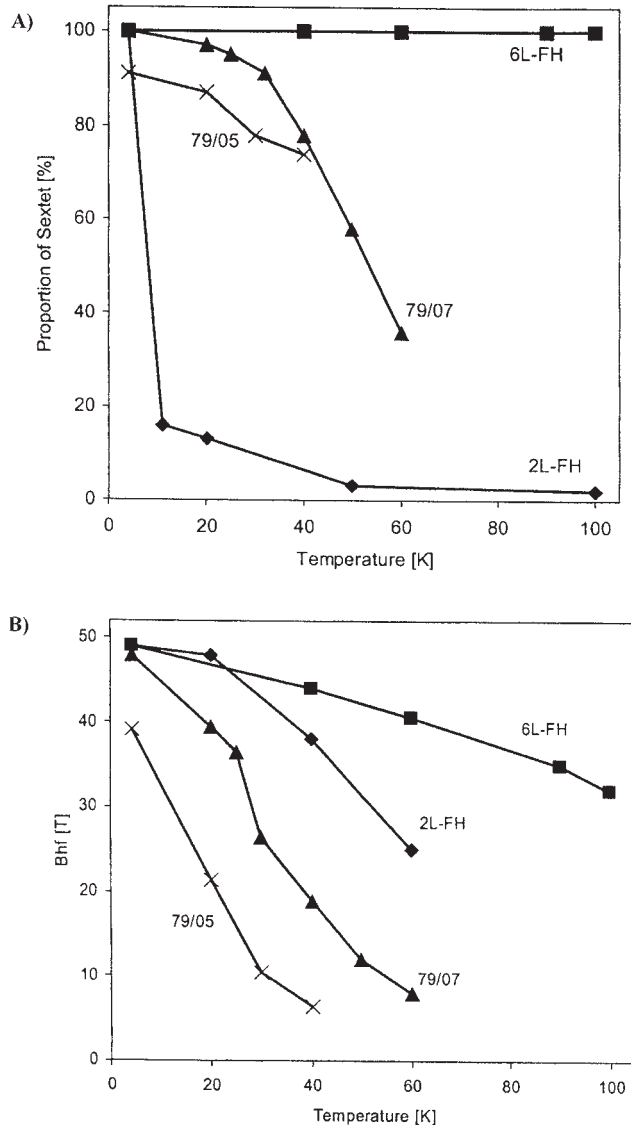 A)
Proportion of Sextet [%]
100
80
60
40
20
0
6L-FH
79/05
79/07
2L-FH
0 20 40 60 80 100
Temperature [K]
B)
Bhf [T]
50
40
30
20
10
0
6L-FH
2L-FH
79/05
79/07
0 20 40 60 80 100
Temperature [K]